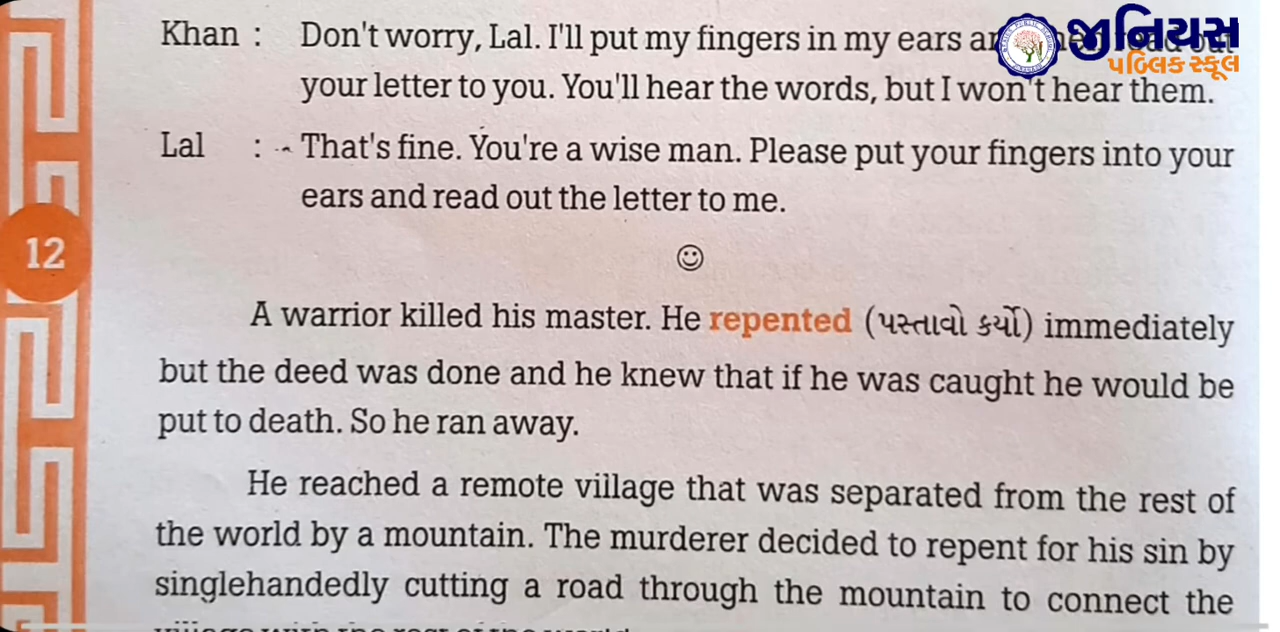 Khan : Don't worry, Lal. I'll put my fingers in my ears
your letter to you. You'll hear the words, but I won't hear them.
Lal : That's fine. You're a wise man. Please put your fingers into your
ears and read out the letter to me.
12
A warrior killed his master. He repented (પસ્તાવો કર્યો) immediately
but the deed was done and he knew that if he was caught he would be
put to death. So he ran away.
He reached a remote village that was separated from the rest of
the world by a mountain. The murderer decided to repent for his sin by
singlehandedly cutting a road through the mountain to connect the
જીનિયસ
પબ્લિક સ્કૂલ